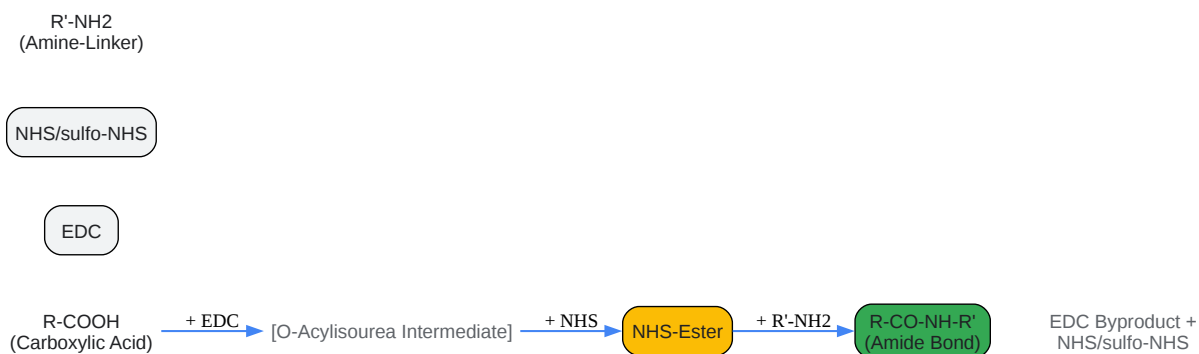 R'-NH2
(Amine-Linker)
NHS/sulfo-NHS
EDC
R-COOH
(Carboxylic Acid)
+ EDC
[O-Acylisourea Intermediate]
+ NHS
NHS-Ester
+ R'-NH2
R-CO-NH-R'
(Amide Bond)
EDC Byproduct +
NHS/sulfo-NHS